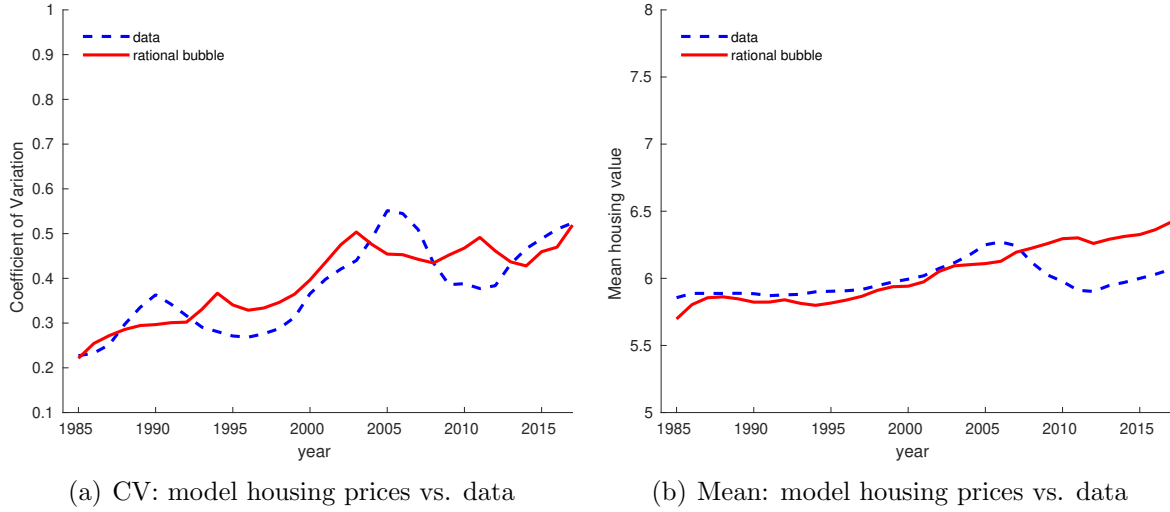 1
0.9
0.8
0.7
0.6
0.5
0.4
0.3
0.2
0.1
Coefficient of Variation
data
rational bubble
1985 1990 1995 2000 2005 2010 2015
year
(a) CV: model housing prices vs. data
8
7.5
7
6.5
6
5.5
5
Mean housing value
data
rational bubble
1985 1990 1995 2000 2005 2010 2015
year
(b) Mean: model housing prices vs. data